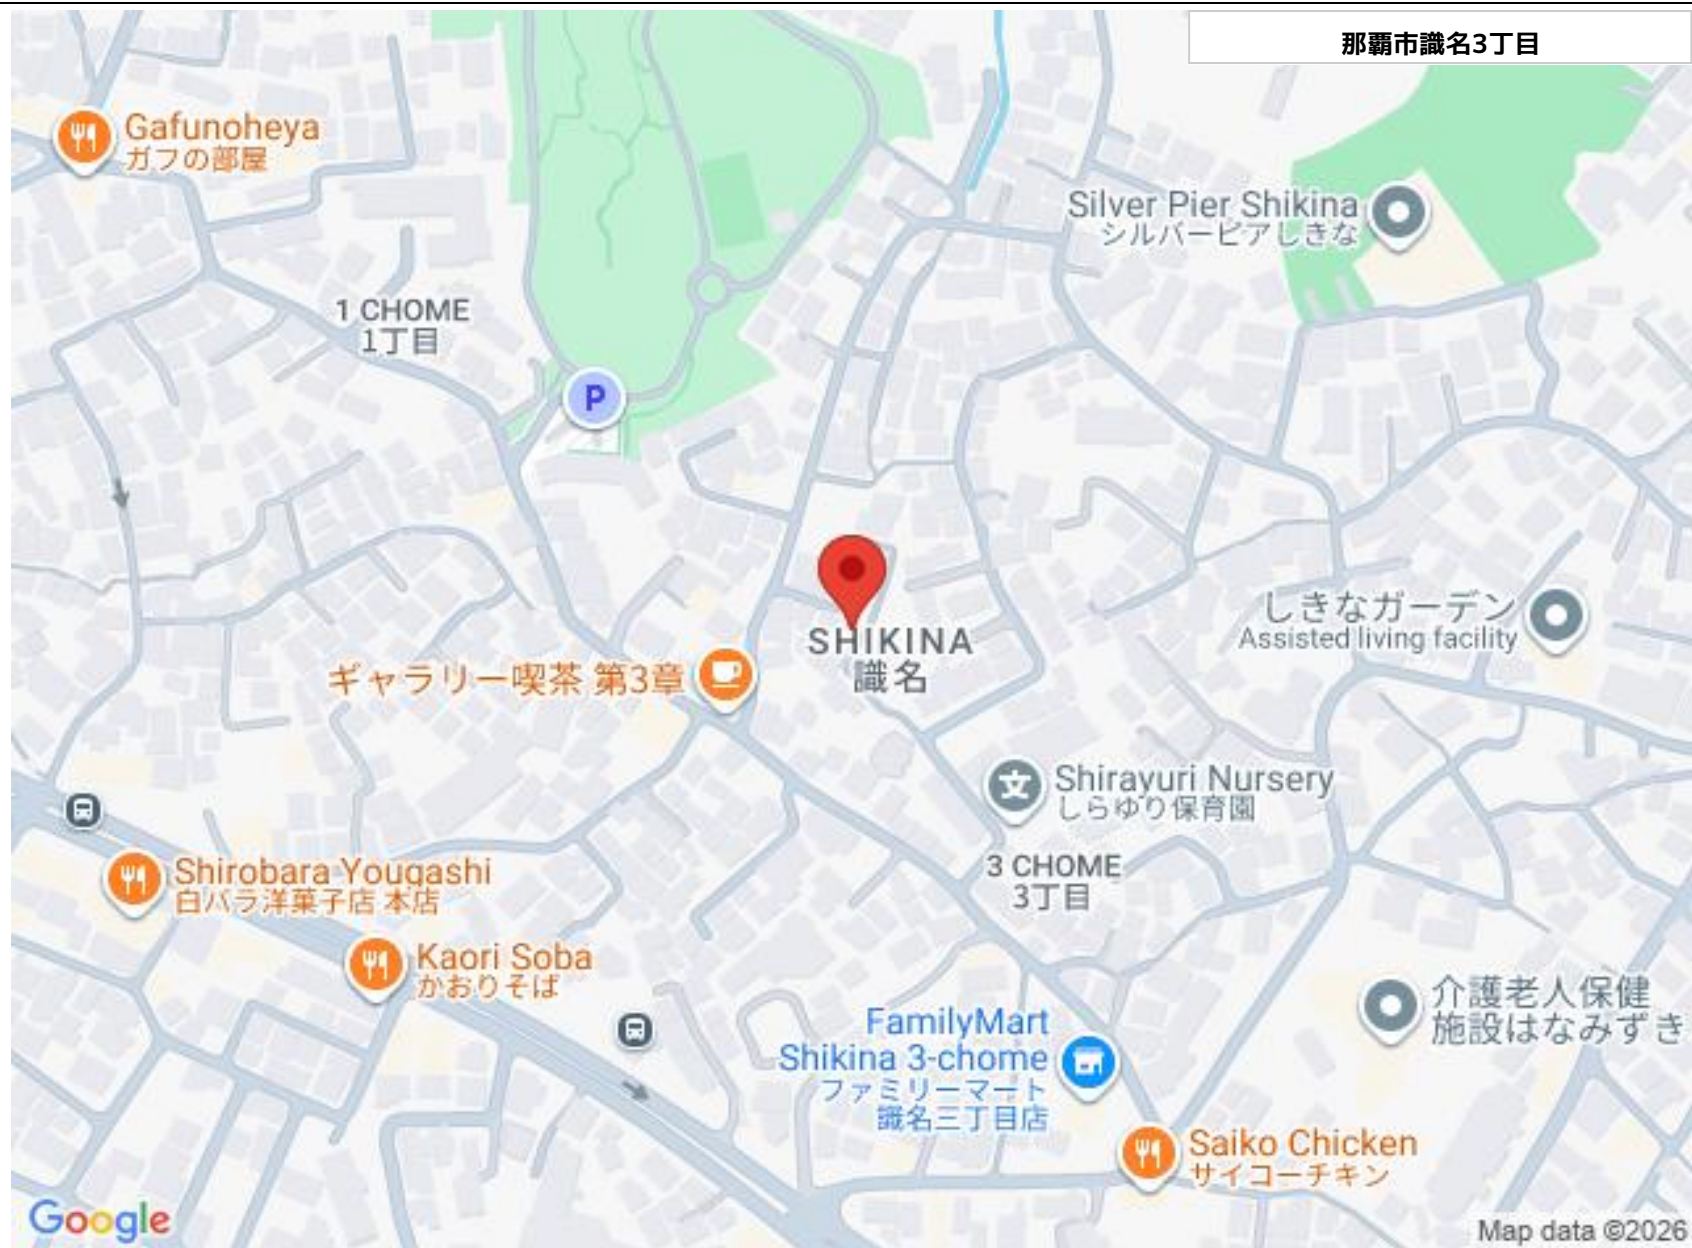 那覇市識名3丁目
Gafunoheya
ガフの部屋
Silver Pier Shikina
シルバーピアしきな
1 CHOME
1丁目
P
しきなガーデン
Assisted living facility
SHIKINA
識名
ギャラリー喫茶 第3章
文
Shirayuri Nursery
しらゆり保育園
Shirobara Yougashi
白バラ洋菓子店 本店
3 CHOME
3丁目
Kaori Soba
かおりそば
介護老人保健
施設はなみずき
FamilyMart
Shikina 3-chome
ファミリーマート
識名三丁目店
Saiko Chicken
サイコーチキン
Google
Map data ©2026